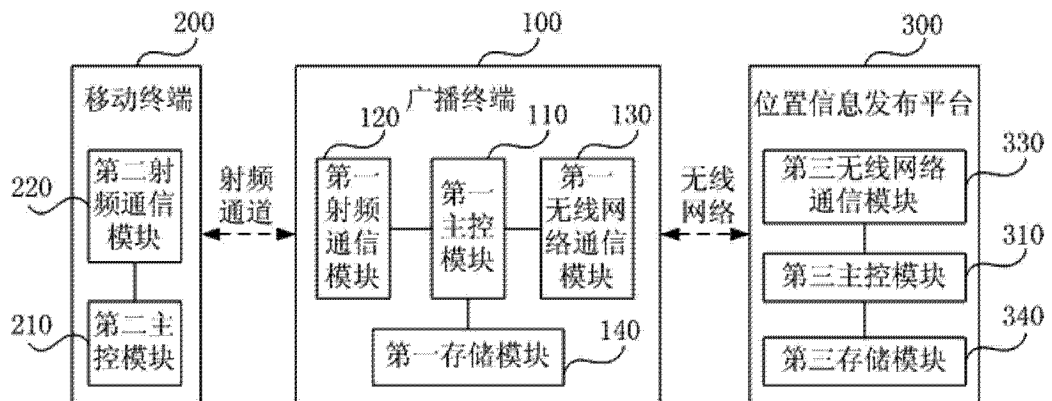 200
100
300
移动终端
广播终端
位置信息发布平台
120
110
130
330
310
340
220
210
140
第二射
频通信
模块
第二主
控模块
射频
通道
第一
射频
通信
模块
第一
主控
模块
第一
无线网
络通信
模块
第一存储模块
无线
网络
第三无线网络
通信模块
第三主控模块
第三存储模块